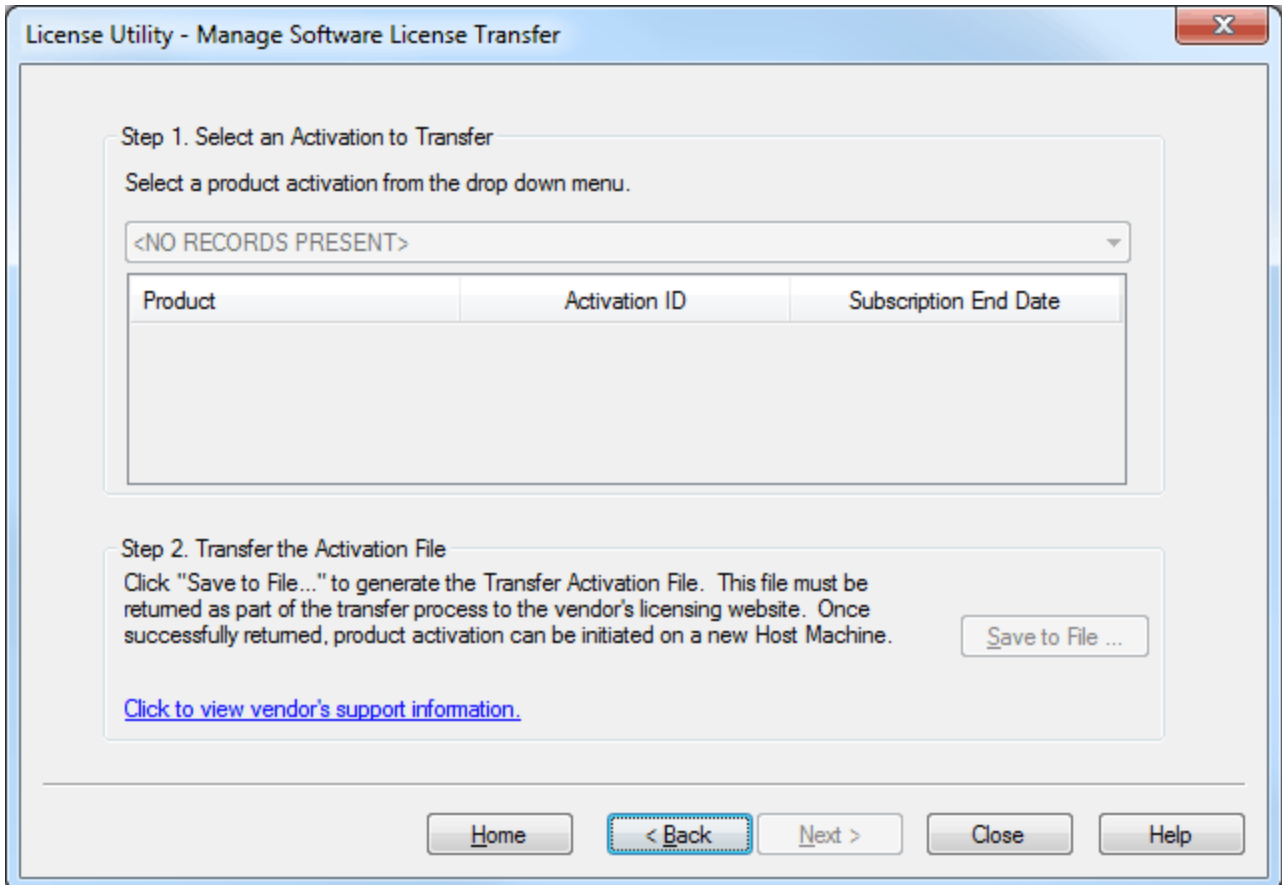 License Utility - Manage Software License Transfer
Step 1. Select an Activation to Transfer
Select a product activation from the drop down menu.
<NO RECORDS PRESENT>
Product Activation ID Subscription End Date
Step 2. Transfer the Activation File
Click "Save to File..." to generate the Transfer Activation File. This file must be
returned as part of the transfer process to the vendor's licensing website. Once
successfully returned, product activation can be initiated on a new Host Machine.
Save to File ...
Click to view vendor's support information.
Home < Back Next > Close Help